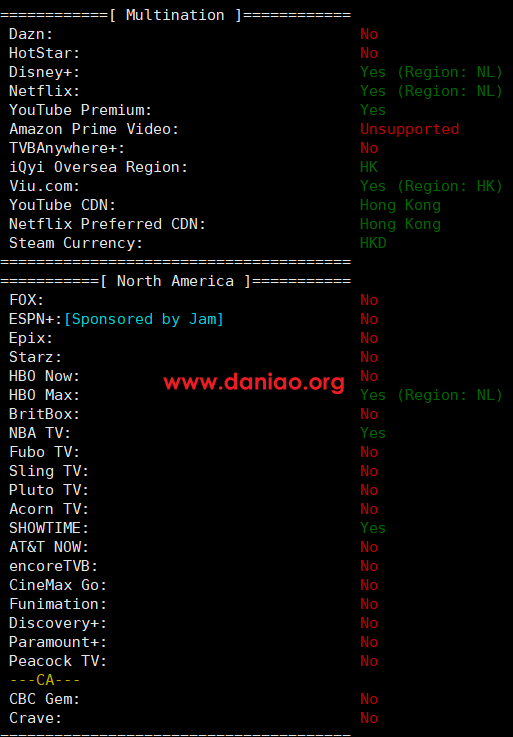 ============[ Multination ]============
Dazn: No
HotStar: No
Disney+: Yes (Region: NL)
Netflix: Yes (Region: NL)
YouTube Premium: Yes
Amazon Prime Video: Unsupported
TVBAnywhere+: No
iQyi Oversea Region: HK
Viu.com: Yes (Region: HK)
YouTube CDN: Hong Kong
Netflix Preferred CDN: Hong Kong
Steam Currency: HKD
=======================================
===========[ North America ]===========
FOX: No
ESPN+:[Sponsored by Jam] No
Epix: No
Starz: No
HBO Now: No
www.daniao.org
HBO Max: Yes (Region: NL)
BritBox: No
NBA TV: Yes
Fubo TV: No
Sling TV: No
Pluto TV: No
Acorn TV: No
SHOWTIME: Yes
AT&T NOW: No
encoreTVB: No
CineMax Go: No
Funimation: No
Discovery+: No
Paramount+: No
Peacock TV: No
---CA---
CBC Gem: No
Crave: No
=======================================